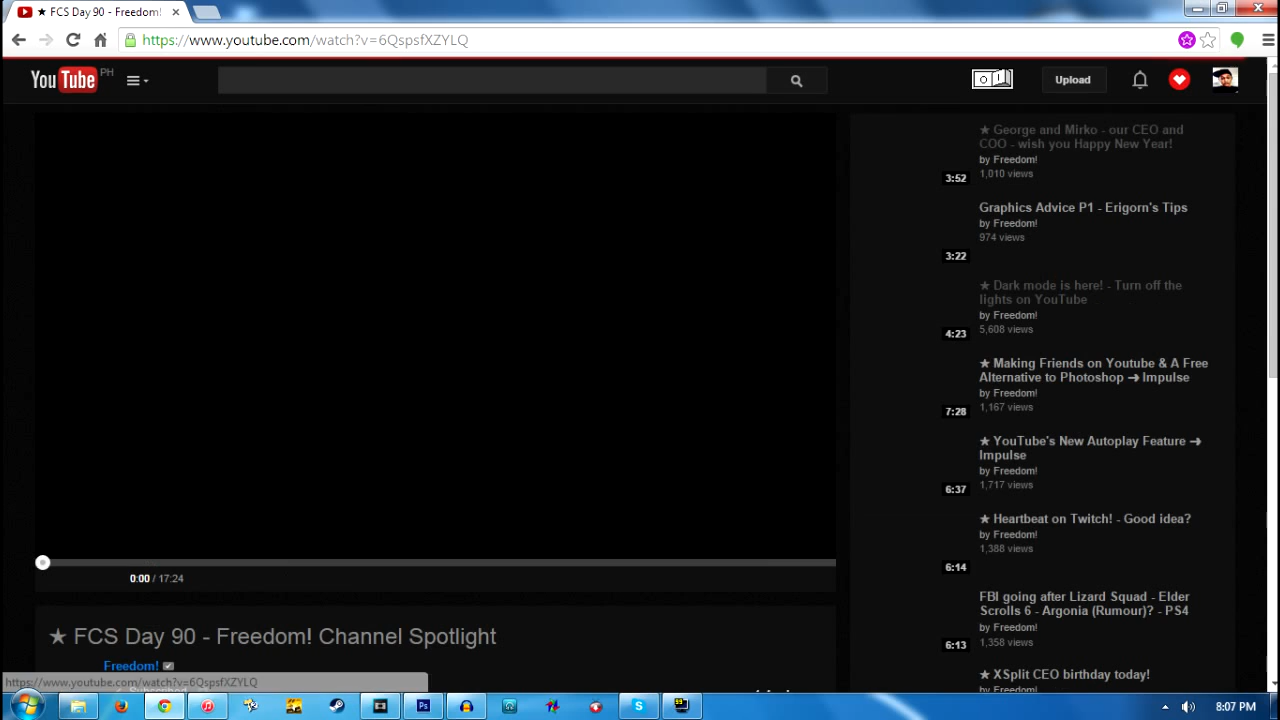 ★ FCS Day 90 - Freedom!
https://www.youtube.com/watch?v=6QspsfXZYLQ
YouTube PH
Upload
★ George and Mirko - our CEO and
COO - wish you Happy New Year!
by Freedom!
1,010 views
3:52
Graphics Advice P1 - Erigorn's Tips
by Freedom!
974 views
3:22
★ Dark mode is here! - Turn off the
lights on YouTube
by Freedom!
5,608 views
4:23
★ Making Friends on Youtube & A Free
Alternative to Photoshop ➜ Impulse
by Freedom!
1,167 views
7:28
★ YouTube's New Autoplay Feature ➜
Impulse
by Freedom!
1,717 views
6:37
★ Heartbeat on Twitch! - Good idea?
by Freedom!
1,388 views
6:14
FBI going after Lizard Squad - Elder
Scrolls 6 - Argonia (Rumour)? - PS4
by Freedom!
1,358 views
6:13
★ XSplit CEO birthday today!
by Freedom!
0:00 / 17:24
★ FCS Day 90 - Freedom! Channel Spotlight
Freedom!
Subscribed
https://www.youtube.com/watch?v=6QspsfXZYLQ
Ps
8:07 PM